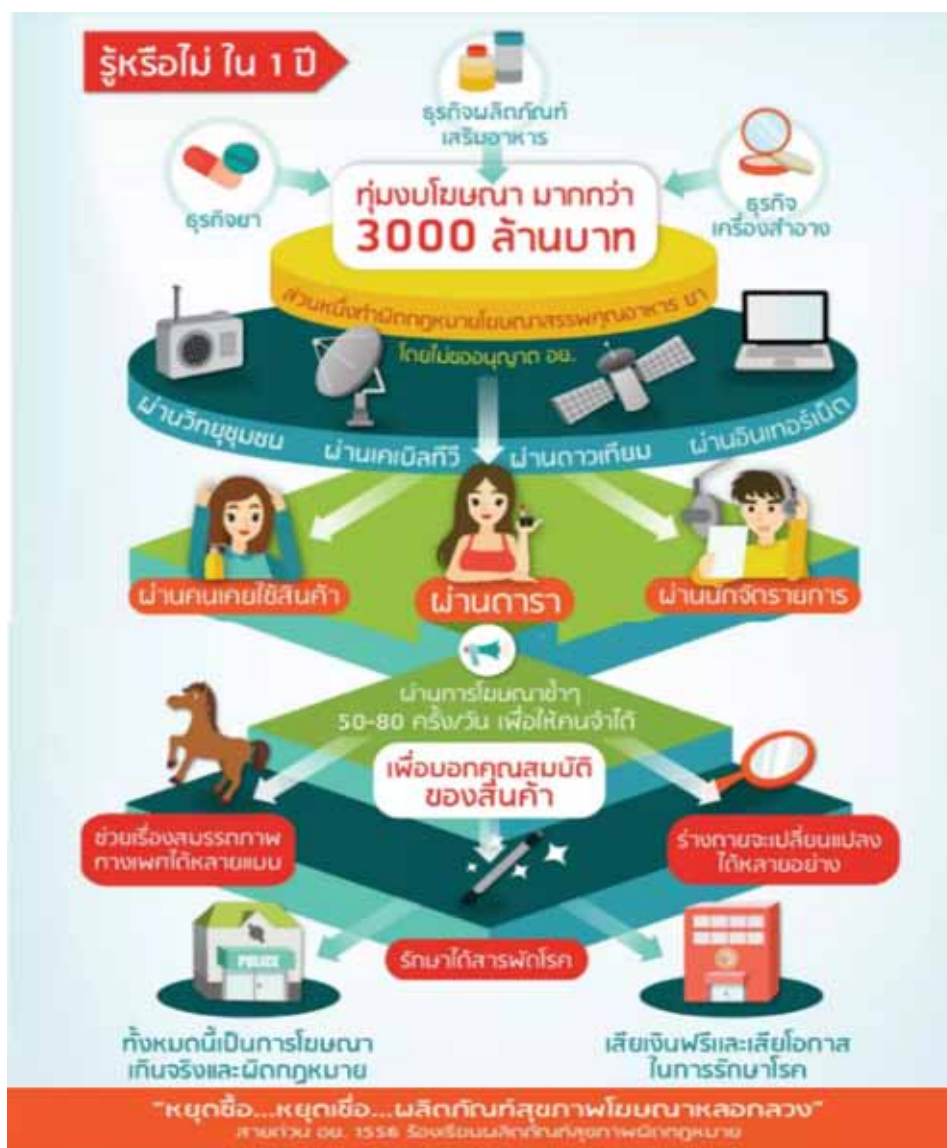 รู้หรือไม่ ใน 1 ปี
ธุรกิจผลิตภัณฑ์
เสริมอาหาร
ธุรกิจยา
ธุรกิจ
เครื่องสำอาง
ทุ่มงบโฆษณา มากกว่า
3000 ล้านบาท
ส่วนหนึ่งทำผิดกฎหมายโฆษณาสรรพคุณอาหาร ยา
โดยไม่ขออนุญาต อย.
ผ่านวิทยุชุมชน
ผ่านเคเบิลทีวี
ผ่านดาวเทียม
ผ่านอินเทอร์เน็ต
ผ่านคนเคยใช้สินค้า
ผ่านดารา
ผ่านนักจัดรายการ
ผ่านการโฆษณาซ้ำๆ
50-80 ครั้ง/วัน เพื่อให้คนจำได้
เพื่อบอกคุณสมบัติ
ของสินค้า
ช่วยเรื่องสมรรถภาพ
ทางเพศได้หลายแบบ
ร่างกายจะเปลี่ยนแปลง
ได้หลายอย่าง
รักษาได้สารพัดโรค
POLICE
ทั้งหมดนี้เป็นการโฆษณา
เกินจริงและผิดกฎหมาย
เสียเงินฟรีและเสียโอกาส
ในการรักษาโรค
"หยุดซื้อ...หยุดเชื่อ...ผลิตภัณฑ์สุขภาพโฆษณาหลอกลวง"
สายด่วน อย. 1556 ร้องเรียนผลิตภัณฑ์สุขภาพผิดกฎหมาย